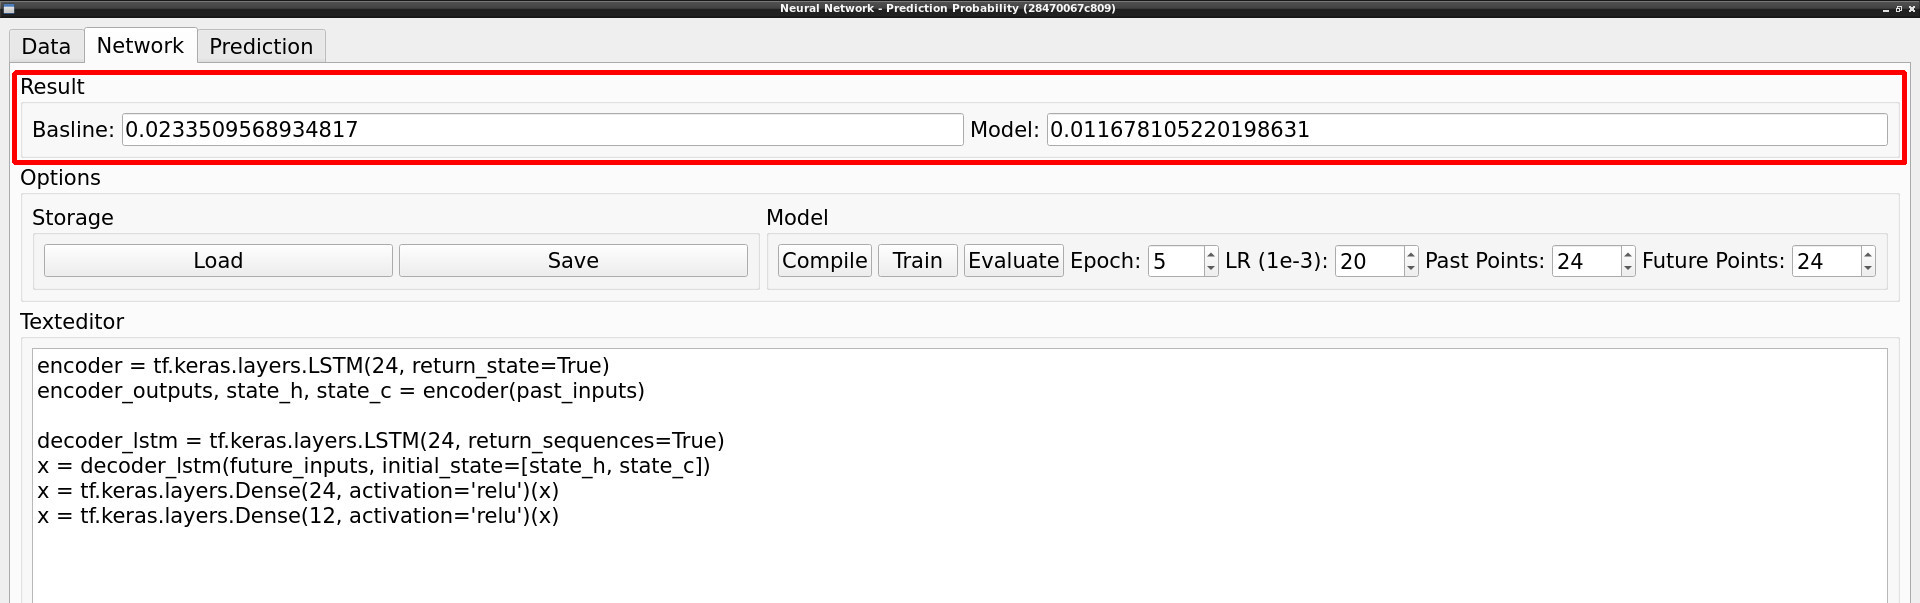 Neural Network - Prediction Probability (28470067c809)
Data Network Prediction
Result
Basline: 0.0233509568934817 Model: 0.011678105220198631
Options
Storage Model
Load Save Compile Train Evaluate Epoch: 5 LR (1e-3): 20 Past Points: 24 Future Points: 24
Texteditor
encoder = tf.keras.layers.LSTM(24, return_state=True)
encoder_outputs, state_h, state_c = encoder(past_inputs)
decoder_lstm = tf.keras.layers.LSTM(24, return_sequences=True)
x = decoder_lstm(future_inputs, initial_state=[state_h, state_c])
x = tf.keras.layers.Dense(24, activation='relu')(x)
x = tf.keras.layers.Dense(12, activation='relu')(x)